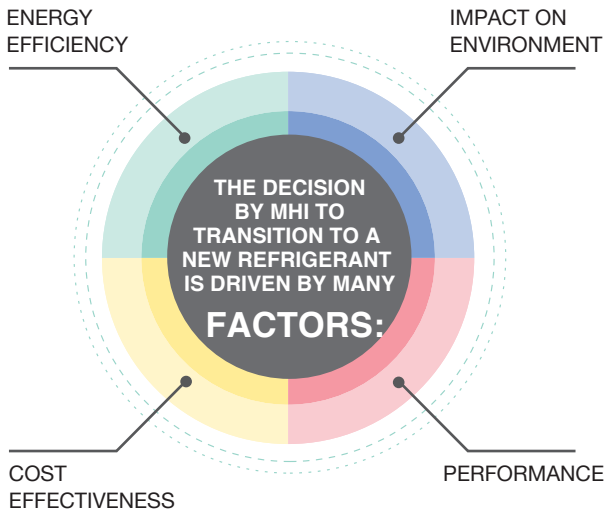 ENERGY
EFFICIENCY
IMPACT ON
ENVIRONMENT
THE DECISION
BY MHI TO
TRANSITION TO A
NEW REFRIGERANT
IS DRIVEN BY MANY
FACTORS:
COST
EFFECTIVENESS
PERFORMANCE